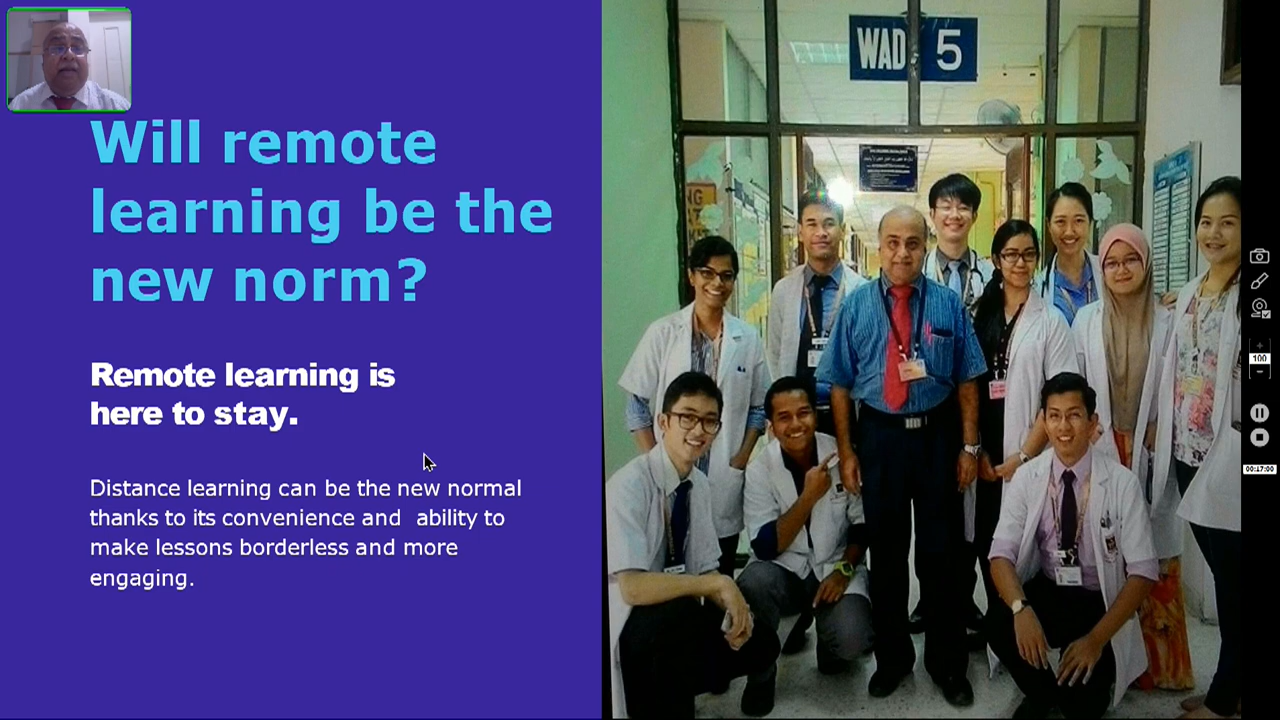 Will remote
learning be the
new norm?
Remote learning is
here to stay.
Distance learning can be the new normal
thanks to its convenience and  ability to
make lessons borderless and more
engaging.
WAD 5
100
00:17:00